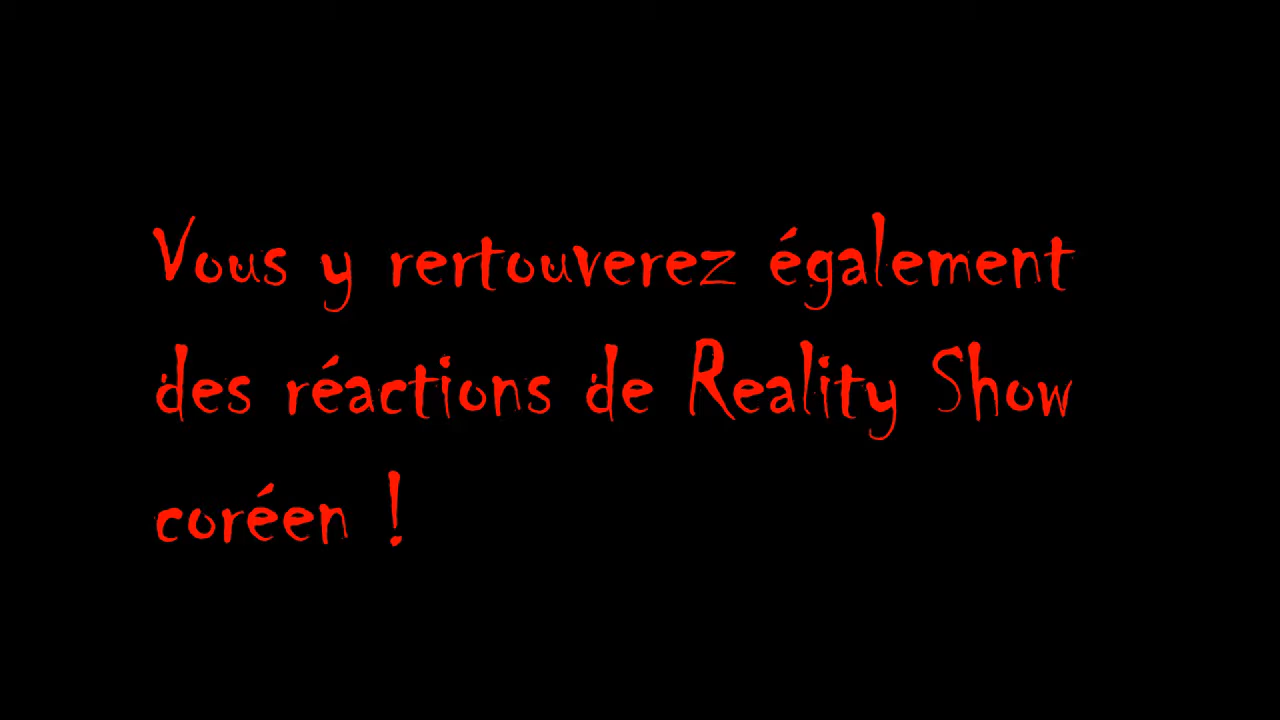 Vous y rertouverez également
des réactions de Reality Show
coréen !